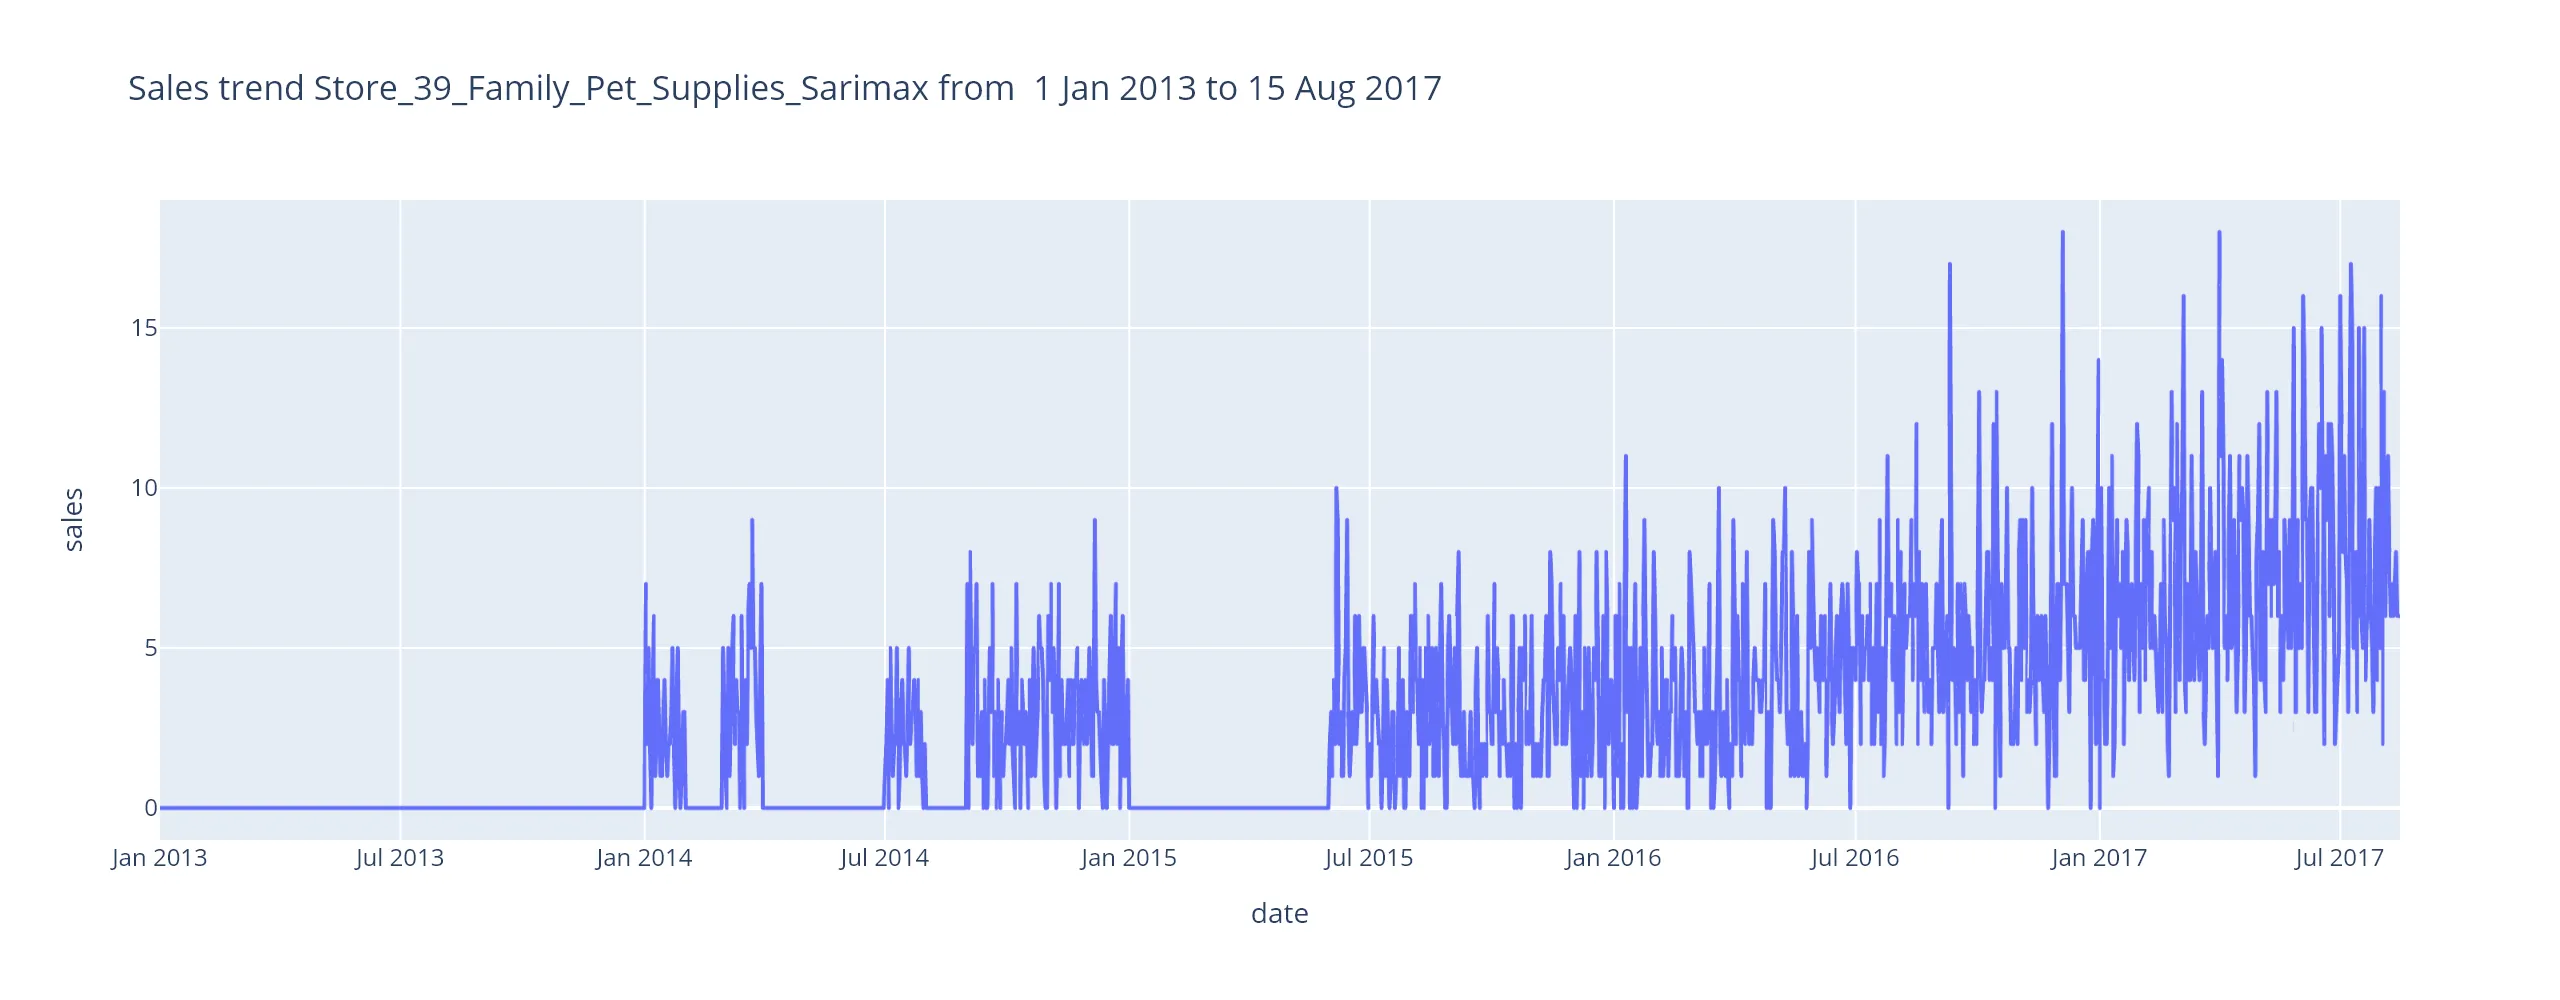 Sales trend Store_39_Family_Pet_Supplies_Sarimax from  1 Jan 2013 to 15 Aug 2017
sales
15
10
5
0
Jan 2013 Jul 2013 Jan 2014 Jul 2014 Jan 2015 Jul 2015 Jan 2016 Jul 2016 Jan 2017 Jul 2017
date